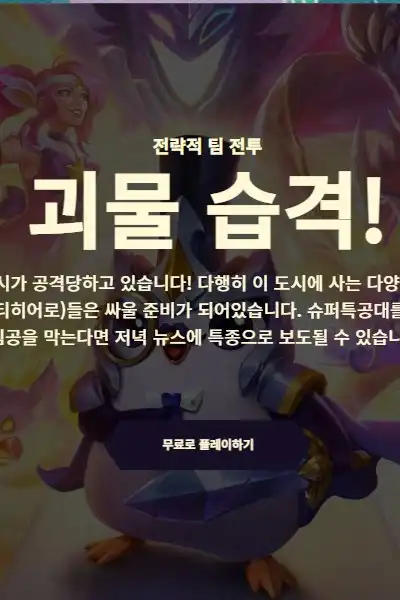 전략적 팀 전투
괴물 습격!
시가 공격당하고 있습니다! 다행히 이 도시에 사는 다양
티히어로)들은 싸울 준비가 되어있습니다. 슈퍼특공대를
공을 막는다면 저녁 뉴스에 특종으로 보도될 수 있습니
무료로 플레이하기